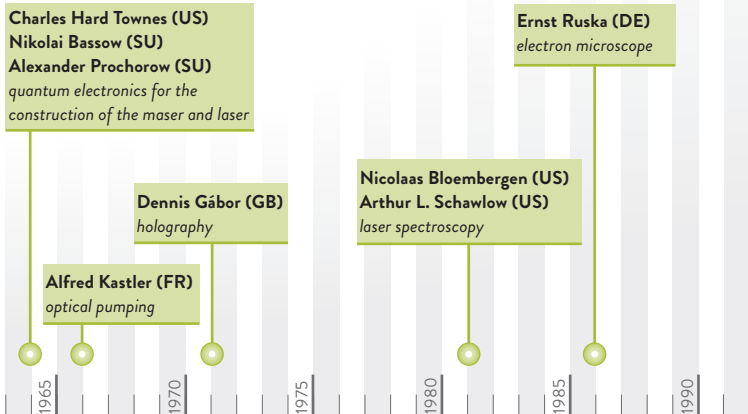 Charles Hard Townes (US)
Nikolai Bassow (SU)
Alexander Prochorow (SU)
quantum electronics for the
construction of the maser and laser
Alfred Kastler (FR)
optical pumping
Dennis Gábor (GB)
holography
Nicolaas Bloembergen (US)
Arthur L. Schawlow (US)
laser spectroscopy
Ernst Ruska (DE)
electron microscope
1965
1970
1975
1980
1985
1990